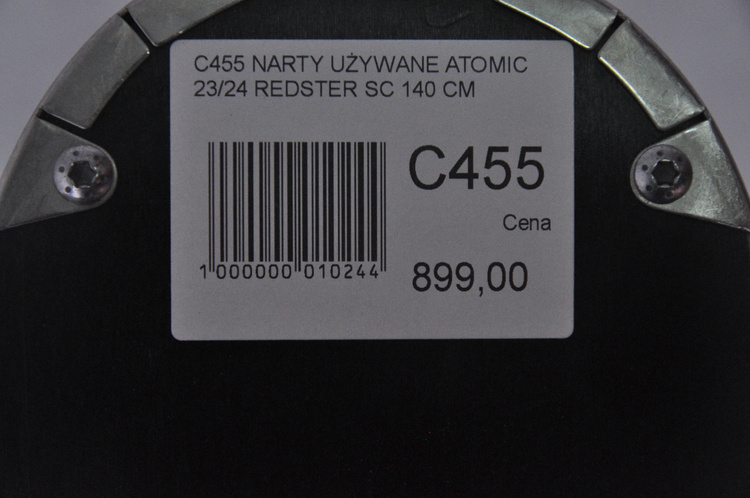 C455 NARTY UŻYWANE ATOMIC
23/24 REDSTER SC 140 CM
C455
Cena
899,00
1 000000 010244